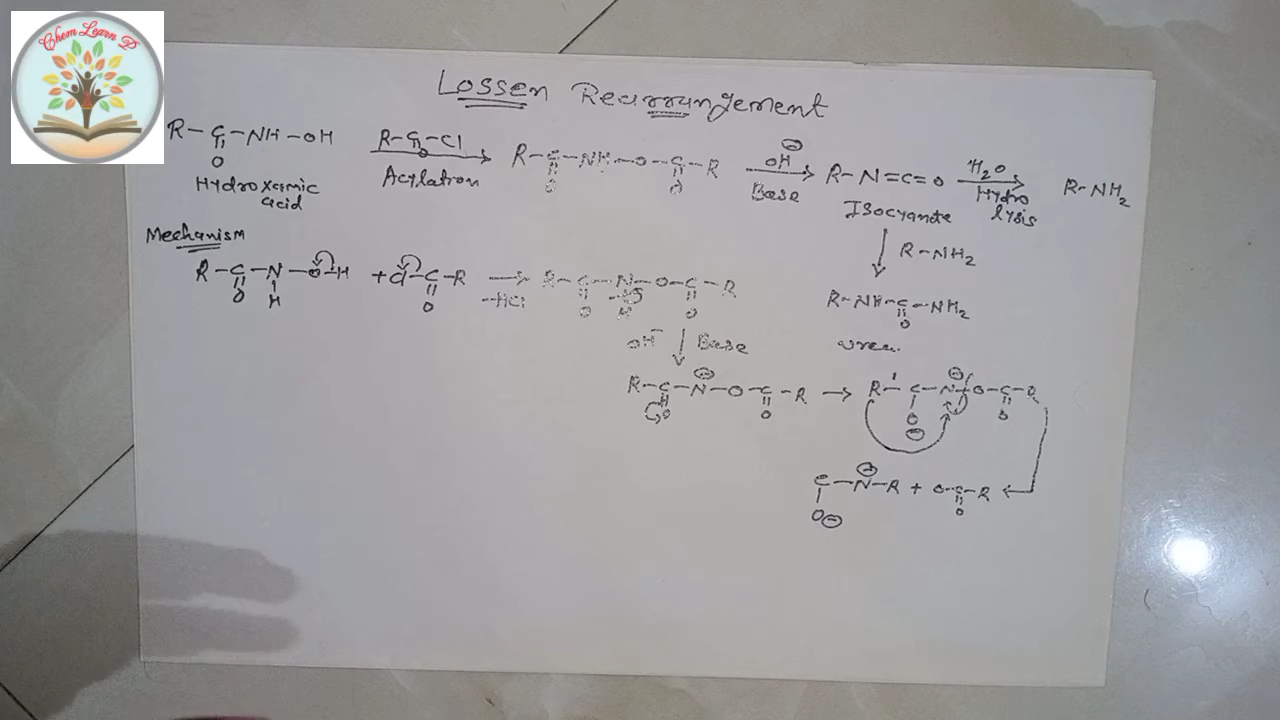 Chem Learn P
Lossen Rearrangement
R-C-NH-OH R-C-Cl R-C-NH-O-C-R OH⊖ R-N=C=O H2O R-NH2
O O O O
Hydroxamic acid Acylation Base Isocyante Hydrolysis
R-NH2
Mechanism
R-C-N-O-H + Cl-C-R → R-C-N-O-C-R R-NH-C-NH2
O H O -HCl O H O O
OH- Base urea
R-C-N⊖-O-C-R → R-C-N⊖-O-C-R
O O O⊖ O
C-N-R + O-C-R
O⊖ O